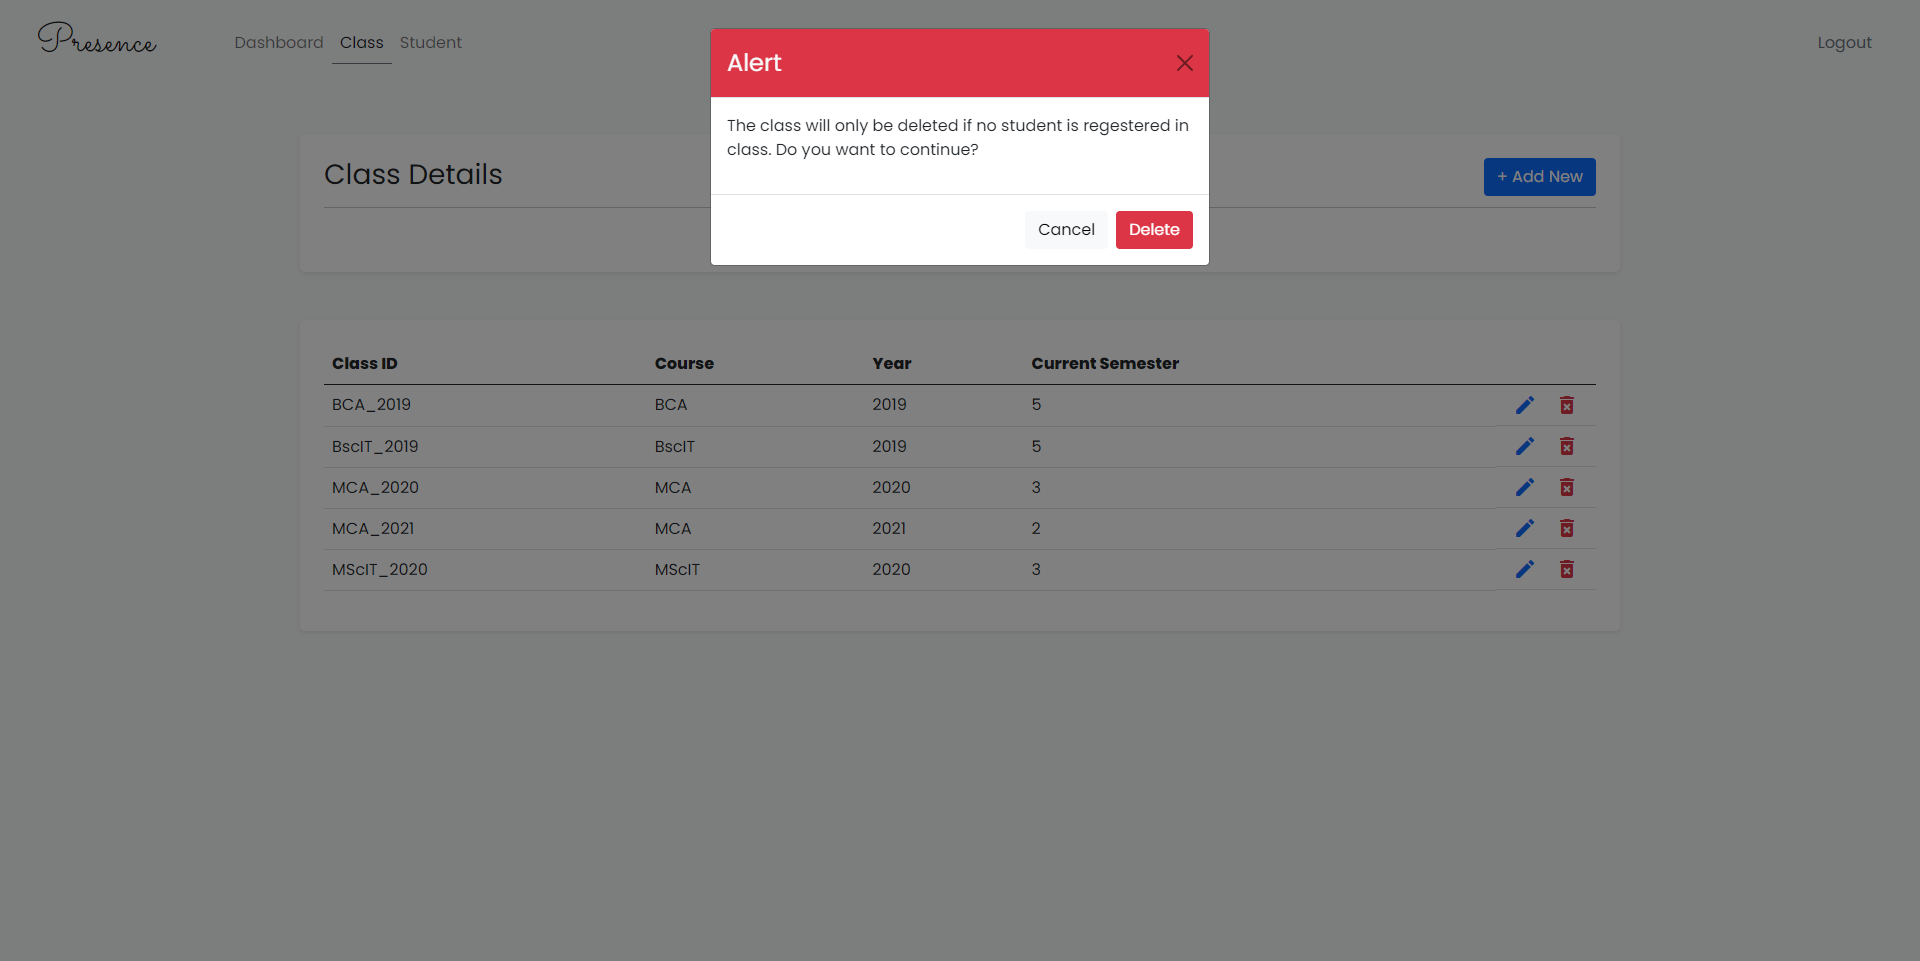 Presence
Dashboard Class Student
Logout
Alert
The class will only be deleted if no student is regestered in
class. Do you want to continue?
Cancel Delete
Class Details
+ Add New
Class ID Course Year Current Semester
BCA_2019 BCA 2019 5
BscIT_2019 BscIT 2019 5
MCA_2020 MCA 2020 3
MCA_2021 MCA 2021 2
MScIT_2020 MScIT 2020 3